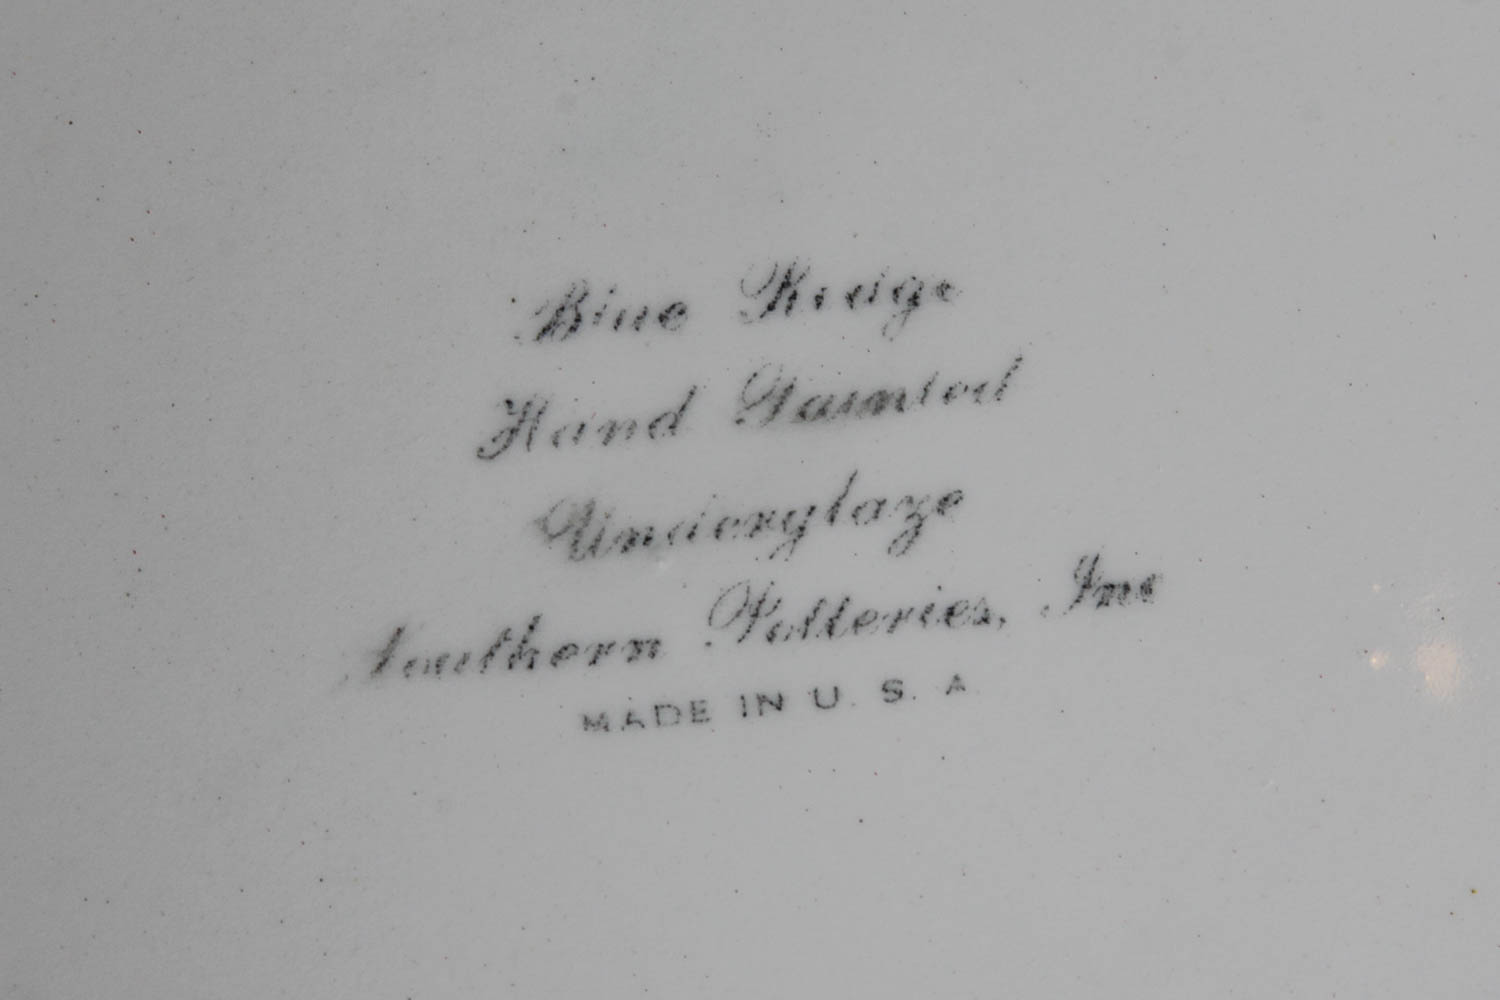 Blue Ridge
Hand Painted
Underglaze
Southern Potteries, Inc
MADE IN U. S. A